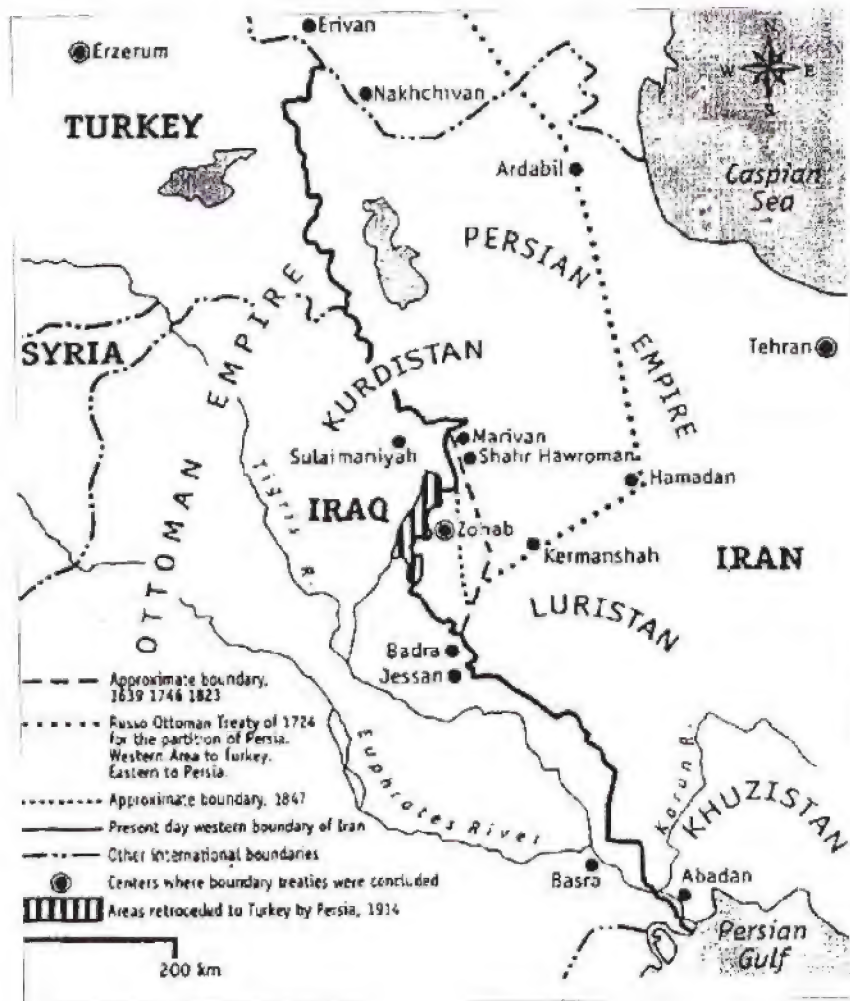 N
W E
S
Erivan
Erzerum
Nakhchivan
TURKEY
Ardabil
Caspian
Sea
PERSIAN
EMPIRE
OTTOMAN EMPIRE
SYRIA
KURDISTAN
Tehran
Marivan
Sulaimaniyah
Shahr Hawroman
Hamadan
Tigris R.
IRAQ
Zohab
Kermanshah
IRAN
LURISTAN
Badra
Jessan
Approximate boundary,
1639 1746 1823
Russo Ottoman Treaty of 1724
for the partition of Persia.
Western Area to Turkey.
Eastern to Persia.
Approximate boundary, 1847
Present day western boundary of Iran
Other international boundaries
Centers where boundary treaties were concluded
Areas retroceded to Turkey by Persia, 1914
200 km
Euphrates River
Karun R.
KHUZISTAN
Basra
Abadan
Persian
Gulf